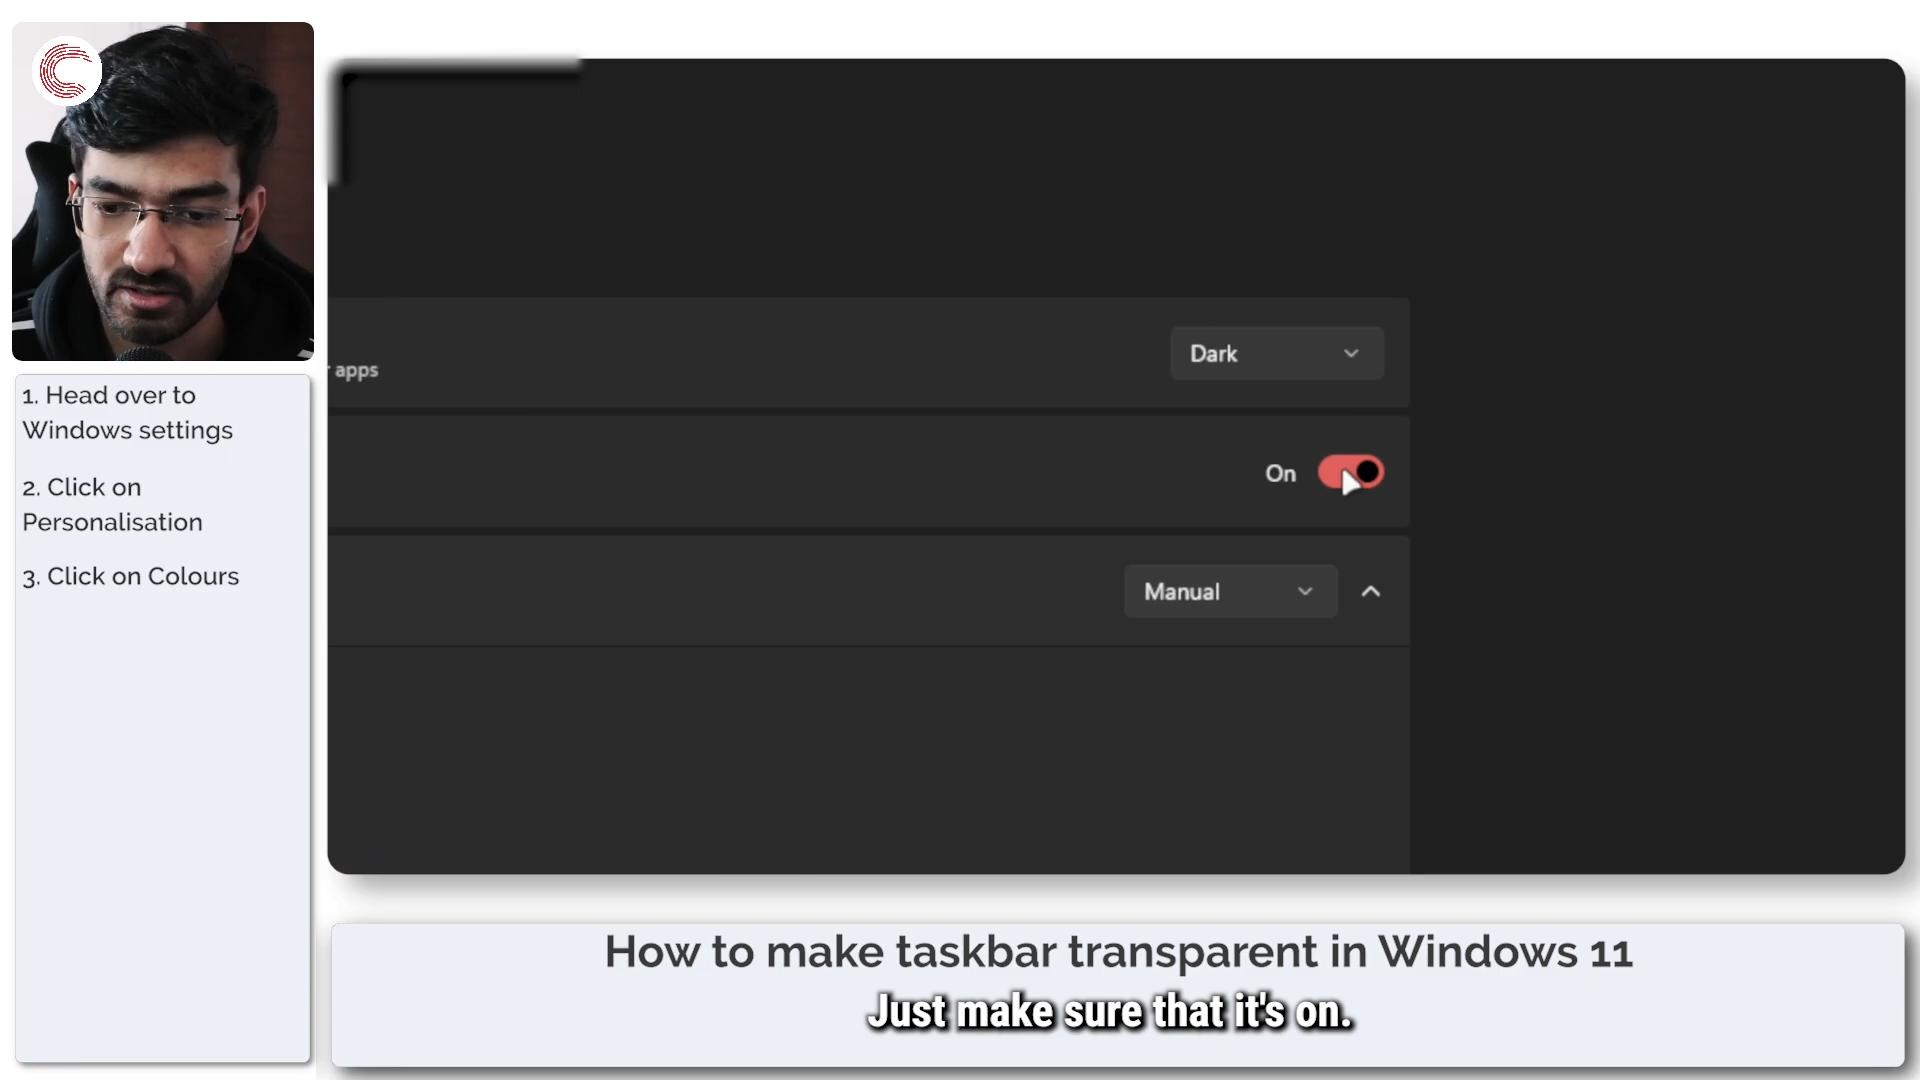 1. Head over to
Windows settings
2. Click on
Personalisation
3. Click on Colours
apps
Dark
On
Manual
How to make taskbar transparent in Windows 11
Just make sure that it's on.